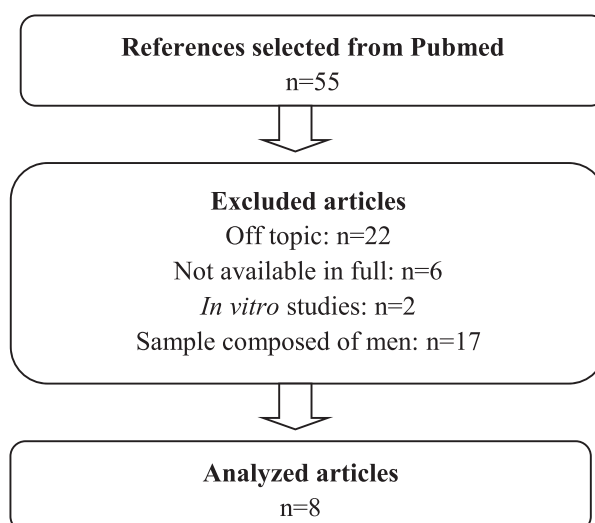 References selected from Pubmed
n=55
Excluded articles
Off topic: n=22
Not available in full: n=6
In vitro studies: n=2
Sample composed of men: n=17
Analyzed articles
n=8